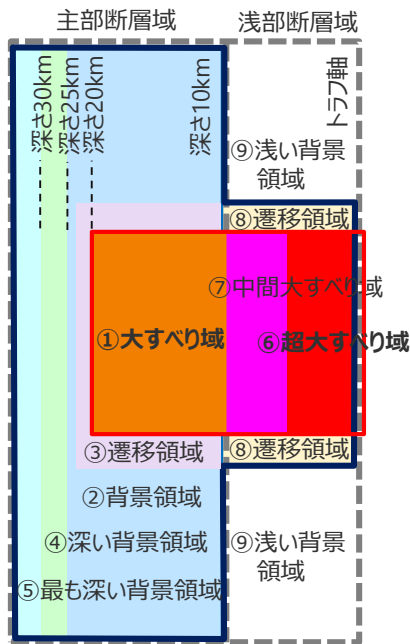 主部断層域
浅部断層域
深さ30km
深さ25km
深さ20km
深さ10km
トラフ軸
⑨浅い背景
領域
⑧遷移領域
⑦中間大すべり域
①大すべり域
⑥超大すべり域
③遷移領域
⑧遷移領域
②背景領域
④深い背景領域
⑨浅い背景
領域
⑤最も深い背景領域